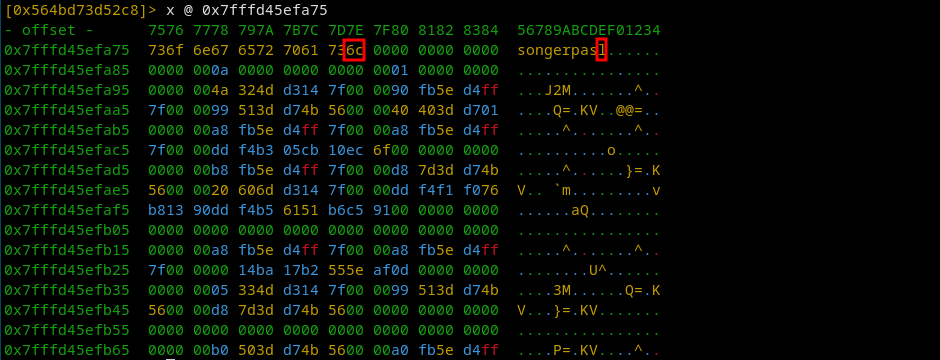 [0x564bd73d52c8]> x @ 0x7fffd45efa75
- offset -       7576 7778 797A 7B7C 7D7E 7F80 8182 8384  56789ABCDEF01234
0x7fffd45efa75  736f 6e67 6572 7061 736c 0000 0000 0000  songerpasl......
0x7fffd45efa85  0000 000a 0000 0000 0001 0000 0000 0000  ................
0x7fffd45efa95  0000 004a 324d d314 7f00 0090 fb5e d4ff  ...J2M.......^..
0x7fffd45efaa5  7f00 0099 513d d74b 5600 0040 403d d701  ....Q=.KV..@@=..
0x7fffd45efab5  0000 00a8 fb5e d4ff 7f00 00a8 fb5e d4ff  .....^.......^..
0x7fffd45efac5  7f00 00dd f4b3 05cb 10ec 6f00 0000 0000  ..........o.....
0x7fffd45efad5  0000 00b8 fb5e d4ff 7f00 00d8 7d3d d74b  .....^......}=.K
0x7fffd45efae5  5600 0020 606d d314 7f00 00dd f4f1 f076  V.. `m.........v
0x7fffd45efaf5  b813 90dd f4b5 6151 b6c5 9100 0000 0000  ......aQ........
0x7fffd45efb05  0000 0000 0000 0000 0000 0000 0000 0000  ................
0x7fffd45efb15  0000 00a8 fb5e d4ff 7f00 00a8 fb5e d4ff  .....^.......^..
0x7fffd45efb25  7f00 0000 14ba 17b2 555e af0d 0000 0000  ........U^......
0x7fffd45efb35  0000 0005 334d d314 7f00 0099 513d d74b  ....3M......Q=.K
0x7fffd45efb45  5600 00d8 7d3d d74b 5600 0000 0000 0000  V...}=.KV.......
0x7fffd45efb55  0000 0000 0000 0000 0000 0000 0000 0000  ................
0x7fffd45efb65  0000 00b0 503d d74b 5600 00a0 fb5e d4ff  ....P=.KV....^..